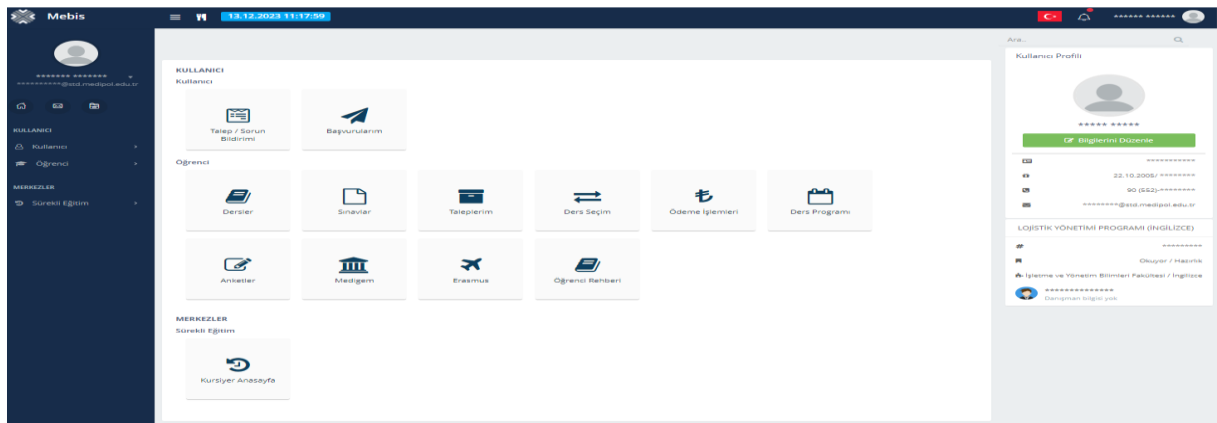 Mebis
13.12.2023 11:17:59
****** ******
******* *******
**********@std.medipol.edu.tr
KULLANICI
Kullanıcı
Öğrenci
MERKEZLER
Sürekli Eğitim
KULLANICI
Kullanıcı
Talep / Sorun
Bildirimi
Başvurularım
Öğrenci
Dersler
Sınavlar
Taleplerim
Ders Seçim
Ödeme İşlemleri
Ders Programı
Anketler
Medigem
Erasmus
Öğrenci Rehberi
MERKEZLER
Sürekli Eğitim
Kursiyer Anasayfa
Ara...
Kullanıcı Profili
***** *****
Bilgilerini Düzenle
***********
22.10.2005/ ********
90 (552)-********
********@std.medipol.edu.tr
LOJİSTİK YÖNETİMİ PROGRAMI (İNGİLİZCE)
*********
Okuyor / Hazırlık
İşletme ve Yönetim Bilimleri Fakültesi / İngilizce
**************
Danışman bilgisi yok